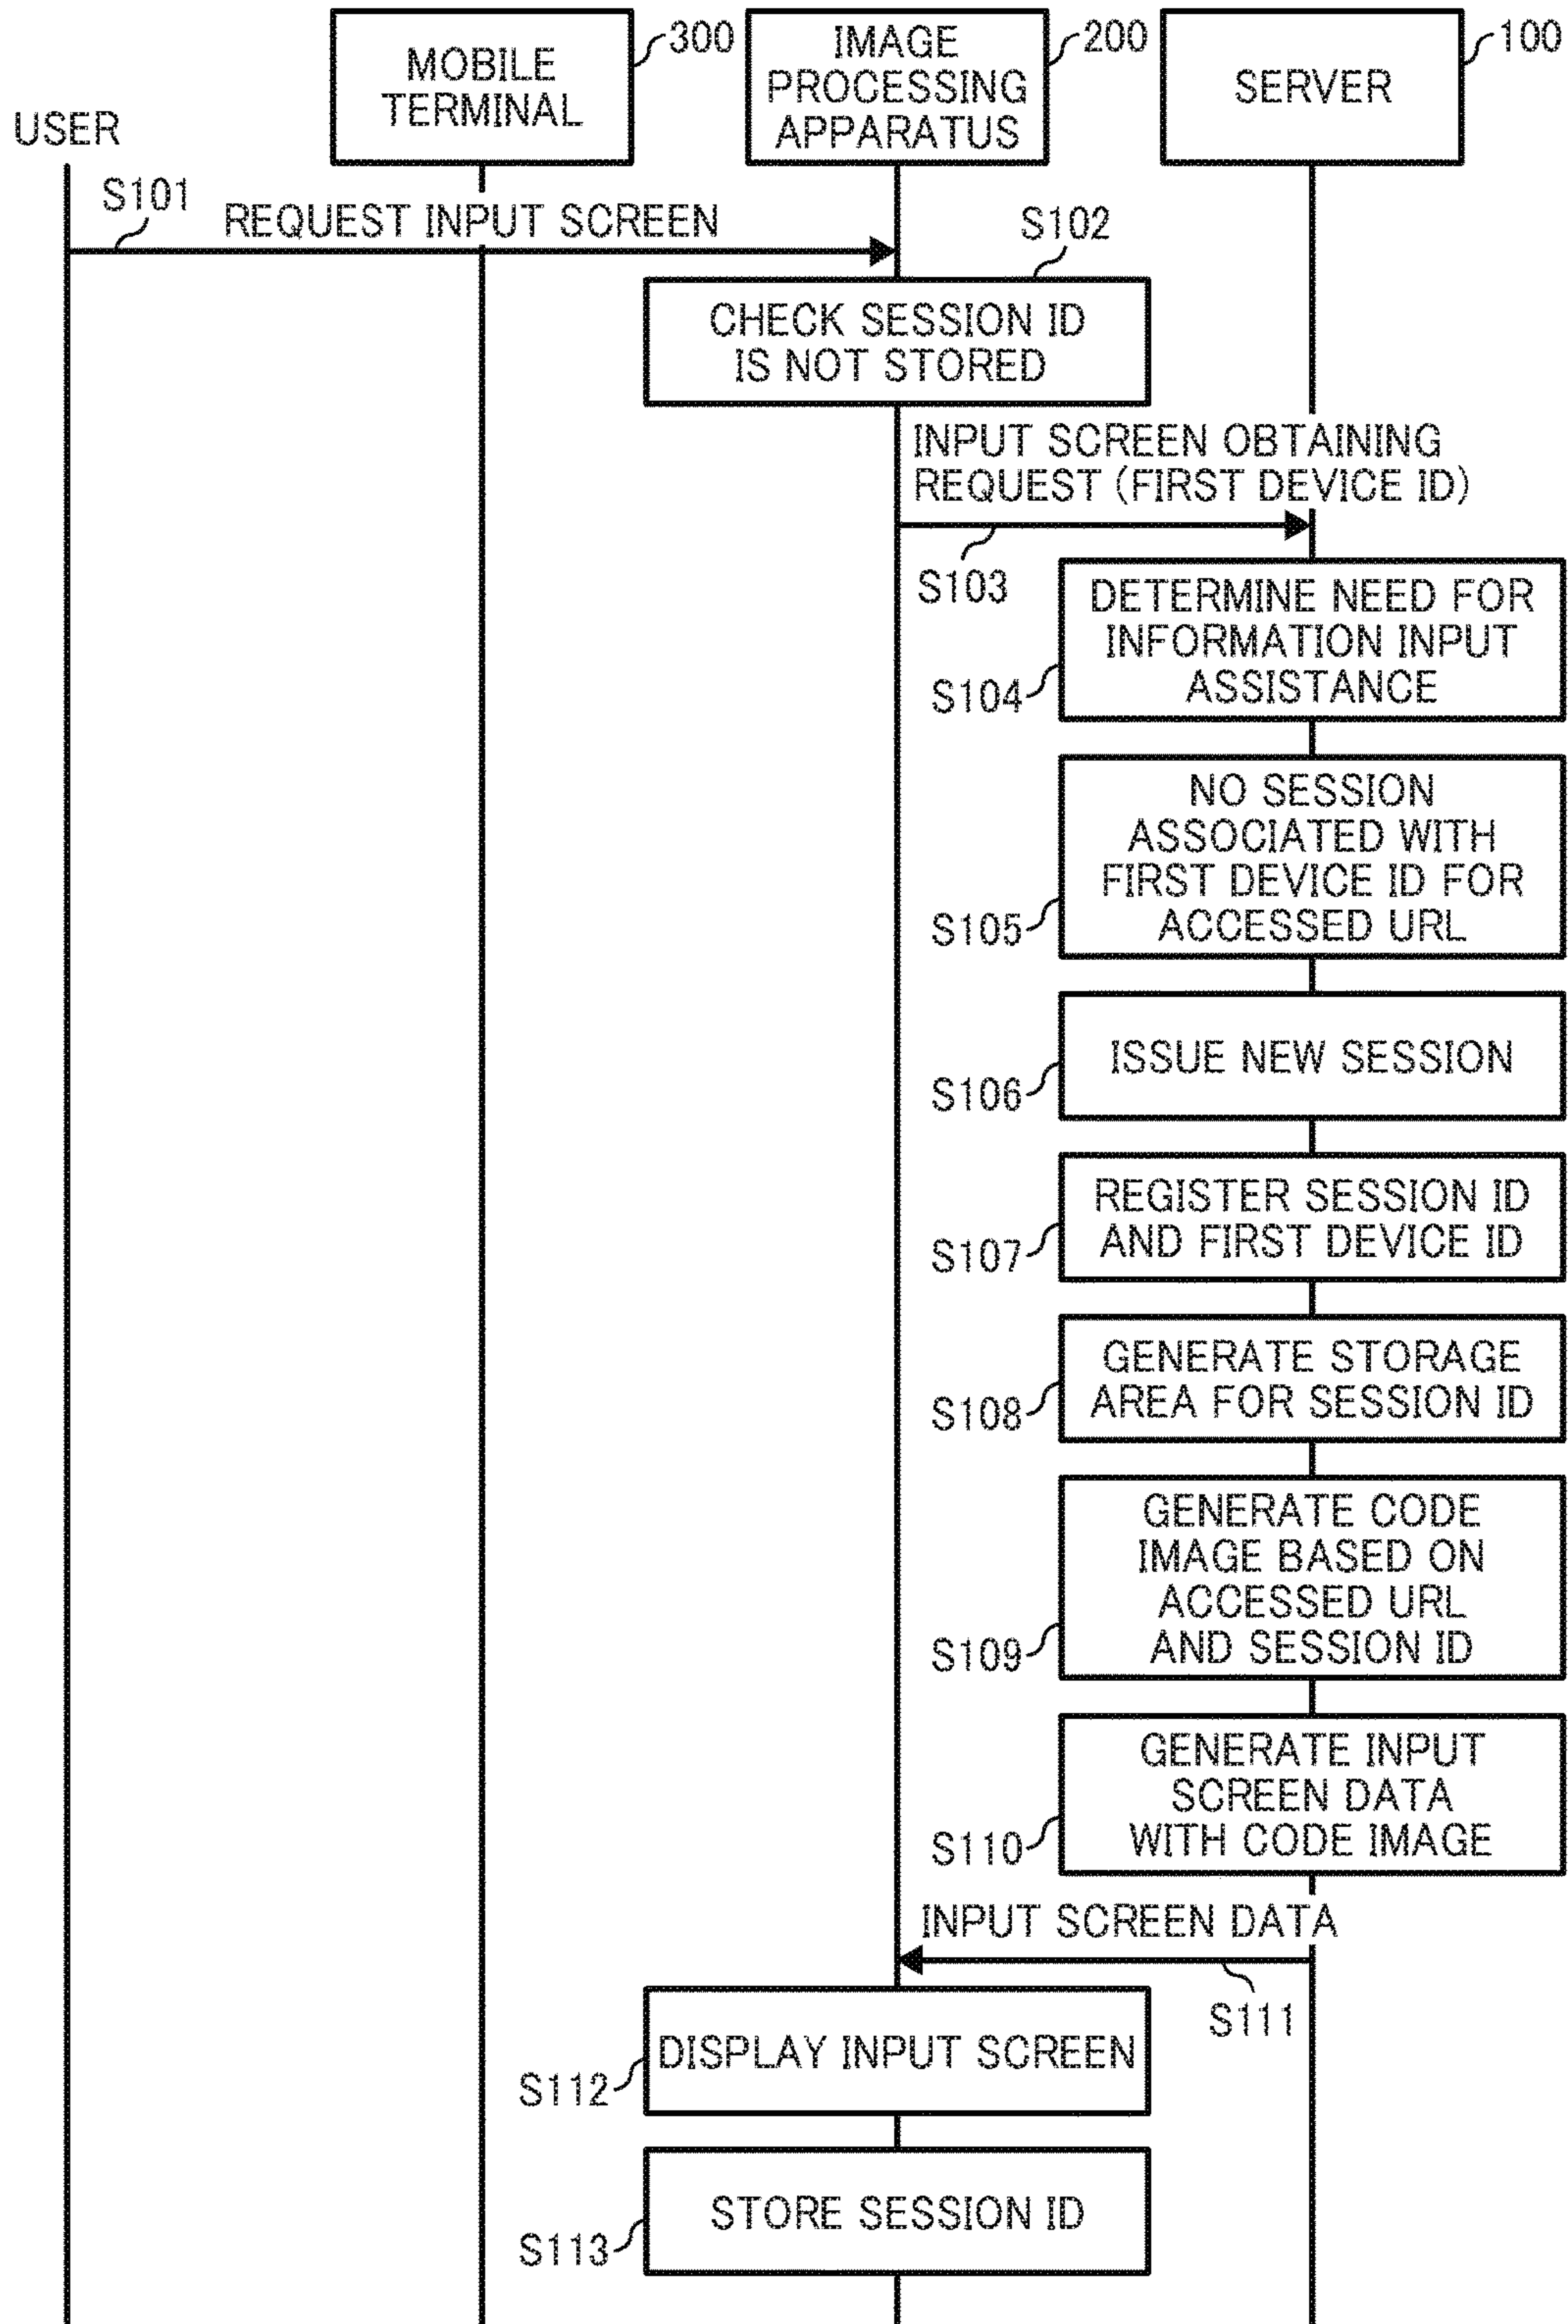 USER
MOBILE
TERMINAL
300
IMAGE
PROCESSING
APPARATUS
200
SERVER
100
S101
REQUEST INPUT SCREEN
S102
CHECK SESSION ID
IS NOT STORED
INPUT SCREEN OBTAINING
REQUEST (FIRST DEVICE ID)
S103
DETERMINE NEED FOR
INFORMATION INPUT
ASSISTANCE
S104
NO SESSION
ASSOCIATED WITH
FIRST DEVICE ID FOR
ACCESSED URL
S105
ISSUE NEW SESSION
S106
REGISTER SESSION ID
AND FIRST DEVICE ID
S107
GENERATE STORAGE
AREA FOR SESSION ID
S108
GENERATE CODE
IMAGE BASED ON
ACCESSED URL
AND SESSION ID
S109
GENERATE INPUT
SCREEN DATA
WITH CODE IMAGE
S110
INPUT SCREEN DATA
S111
DISPLAY INPUT SCREEN
S112
STORE SESSION ID
S113